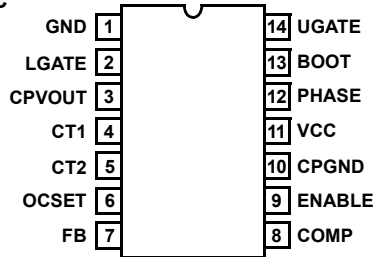 GND 1 14 UGATE
LGATE 2 13 BOOT
CPVOUT 3 12 PHASE
CT1 4 11 VCC
CT2 5 10 CPGND
OCSET 6 9 ENABLE
FB 7 8 COMP